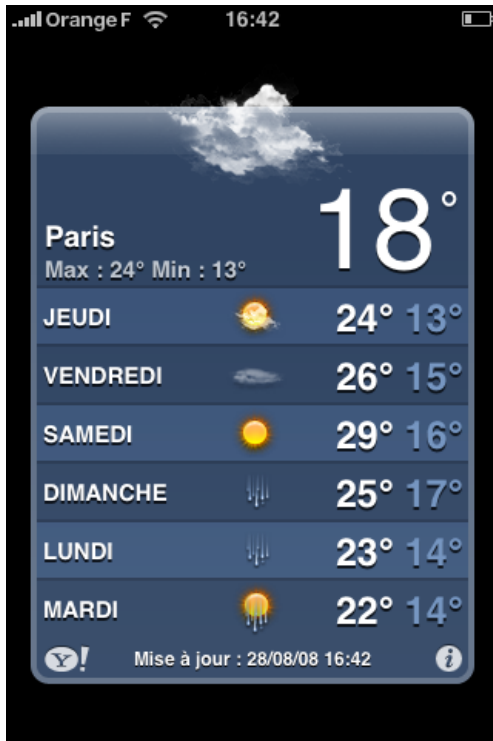 Orange F 16:42
18°
Paris
Max : 24° Min : 13°
JEUDI 24° 13°
VENDREDI 26° 15°
SAMEDI 29° 16°
DIMANCHE 25° 17°
LUNDI 23° 14°
MARDI 22° 14°
Y! Mise à jour : 28/08/08 16:42 i